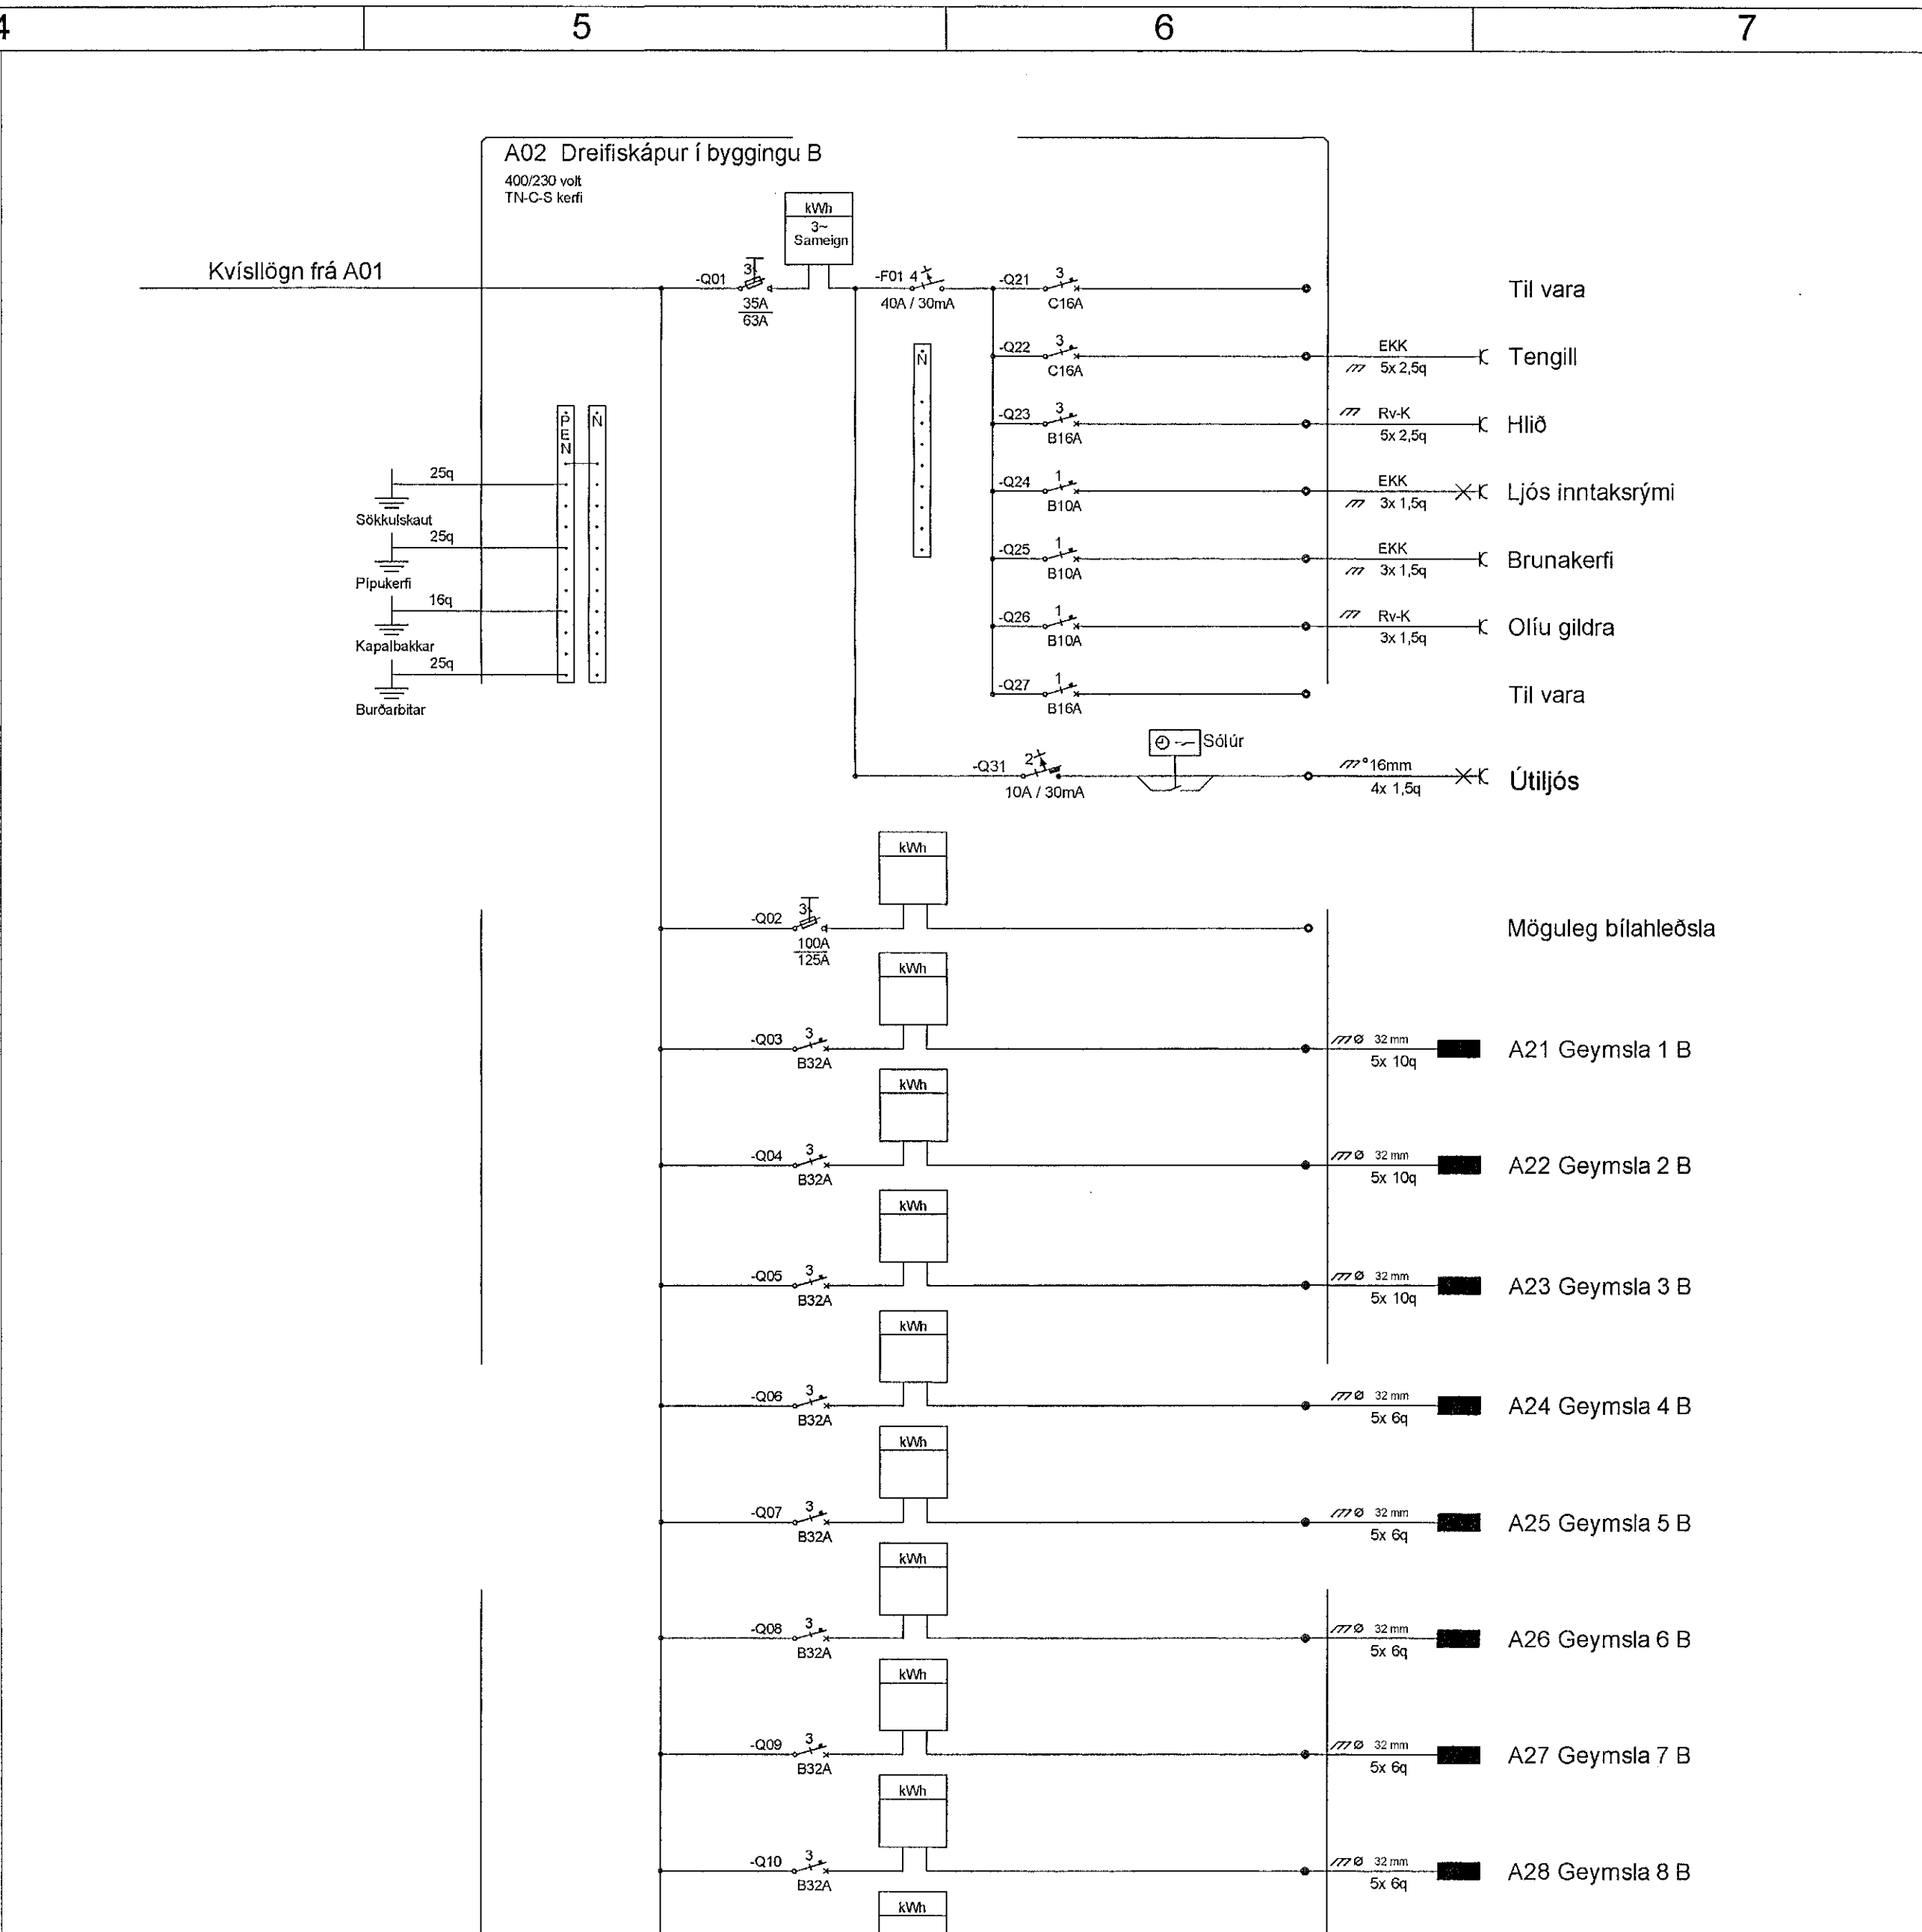 4 5 6 7
A02 Dreifiskápur í byggingu B
400/230 volt
TN-C-S kerfi
kWh
3~
Sameign
Kvísllögn frá A01
-Q01 3
35A
63A
-F01 4
40A / 30mA
-Q21 3
C16A
Til vara
-Q22 3
C16A
EKK
5x 2,5q
Tengill
-Q23 3
B16A
Rv-K
5x 2,5q
Hlið
-Q24 1
B10A
EKK
3x 1,5q
Ljós inntaksrými
-Q25 1
B10A
EKK
3x 1,5q
Brunakerfi
-Q26 1
B10A
Rv-K
3x 1,5q
Olíu gildra
-Q27 1
B16A
Til vara
N
PEN
N
25q
Sökkulskaut
25q
Pípukerfi
16q
Kapalbakkar
25q
Burðarbitar
Sólúr
-Q31 2
10A / 30mA
16mm
4x 1,5q
Útiljós
kWh
-Q02 3
100A
125A
Möguleg bílahleðsla
kWh
-Q03 3
B32A
Ø 32 mm
5x 10q
A21 Geymsla 1 B
kWh
-Q04 3
B32A
Ø 32 mm
5x 10q
A22 Geymsla 2 B
kWh
-Q05 3
B32A
Ø 32 mm
5x 10q
A23 Geymsla 3 B
kWh
-Q06 3
B32A
Ø 32 mm
5x 6q
A24 Geymsla 4 B
kWh
-Q07 3
B32A
Ø 32 mm
5x 6q
A25 Geymsla 5 B
kWh
-Q08 3
B32A
Ø 32 mm
5x 6q
A26 Geymsla 6 B
kWh
-Q09 3
B32A
Ø 32 mm
5x 6q
A27 Geymsla 7 B
kWh
-Q10 3
B32A
Ø 32 mm
5x 6q
A28 Geymsla 8 B
kWh